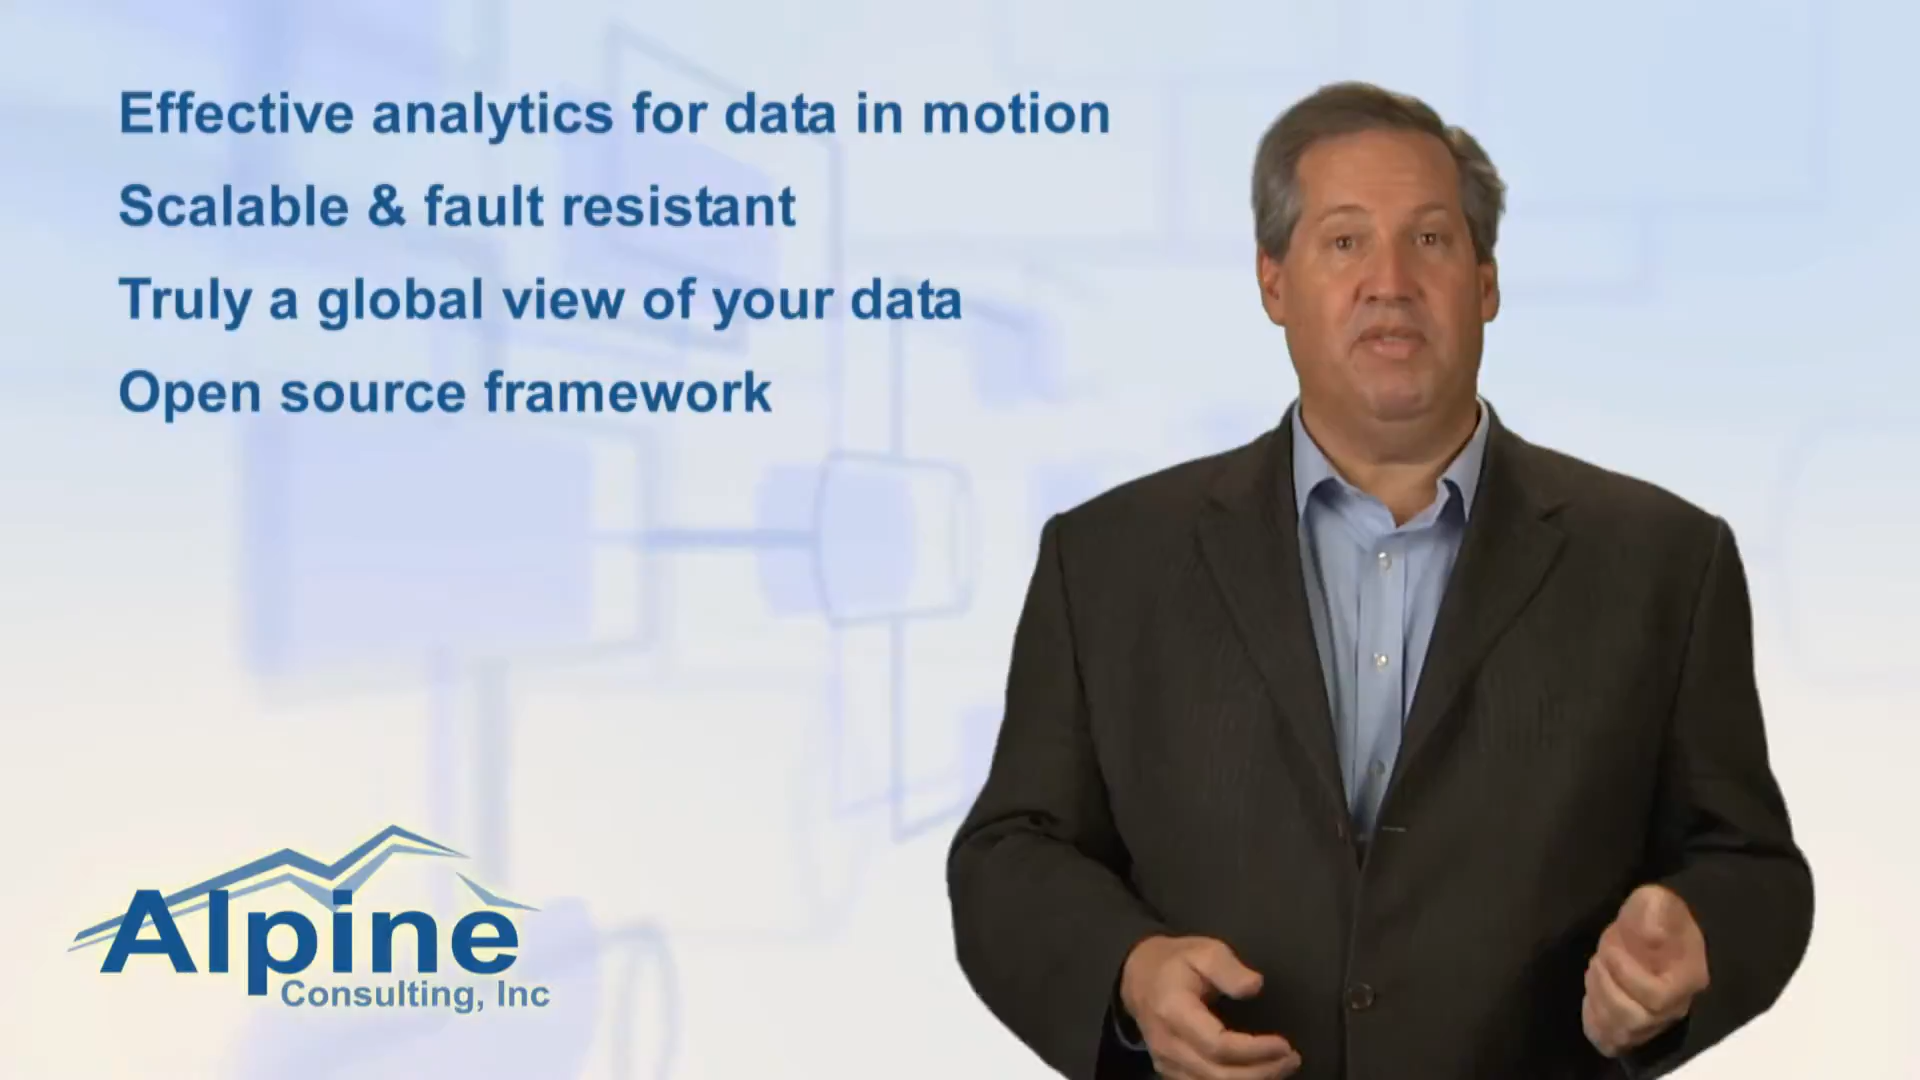 Effective analytics for data in motion
Scalable & fault resistant
Truly a global view of your data
Open source framework
Alpine
Consulting, Inc